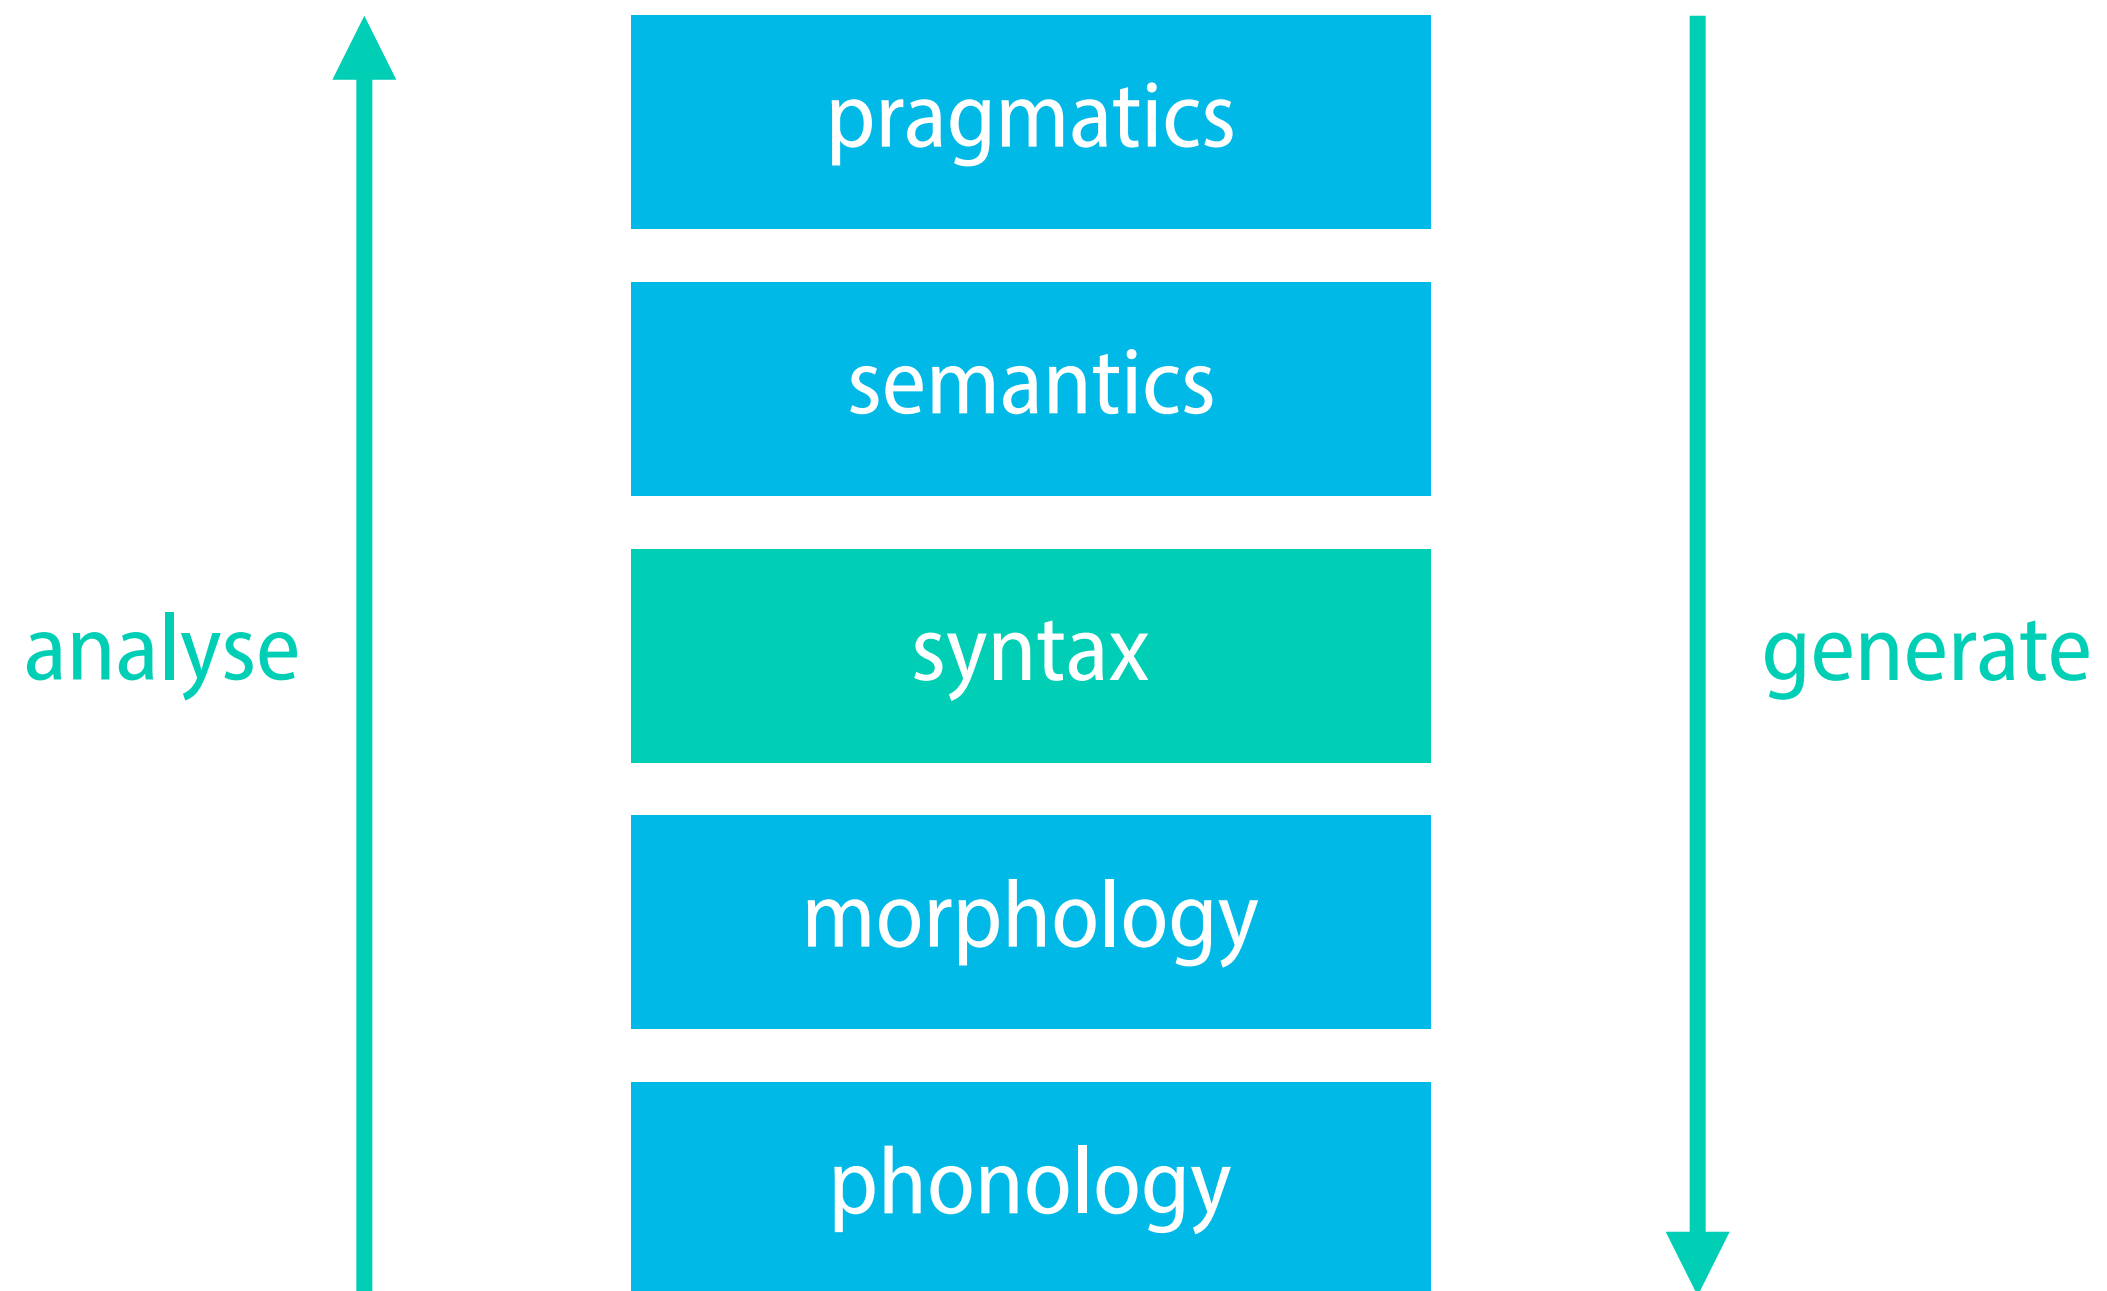 pragmatics
semantics
analyse
syntax
generate
morphology
phonology